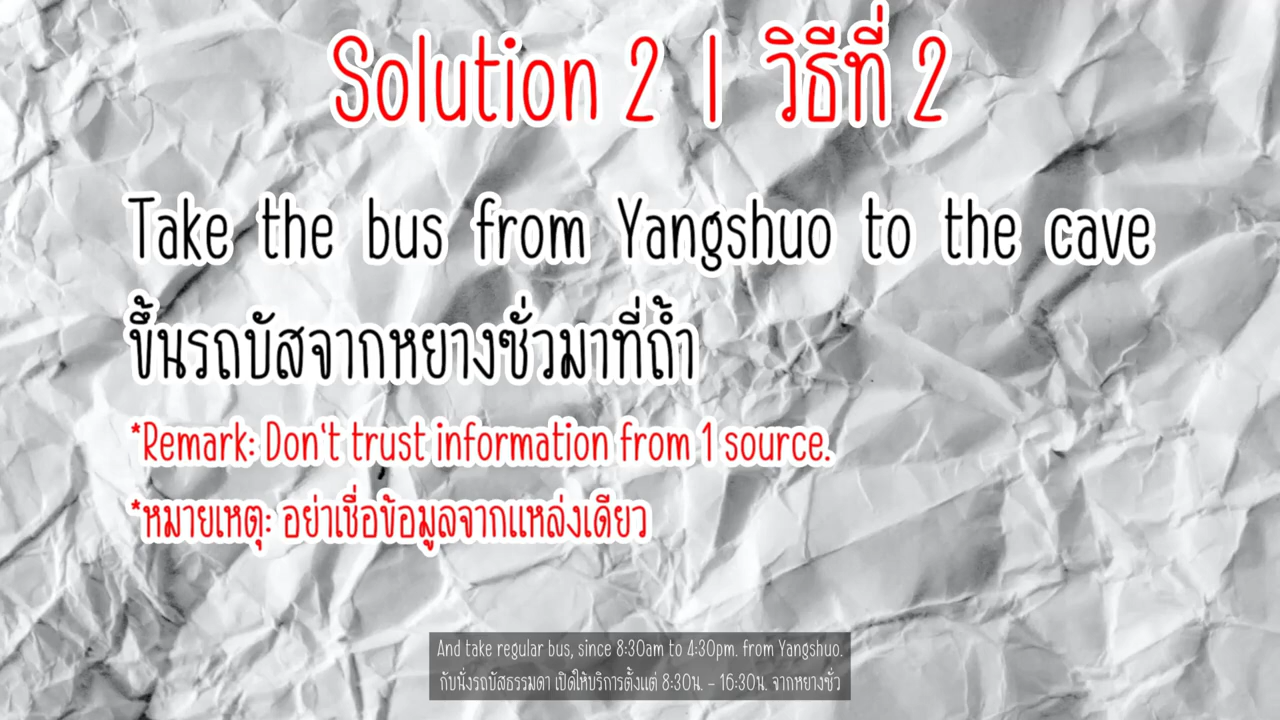 Solution 2 | วิธีที่ 2
Take the bus from Yangshuo to the cave
ขึ้นรถบัสจากหยางซั่วมาที่ถ้ำ
*Remark: Don't trust information from 1 source.
*หมายเหตุ: อย่าเชื่อข้อมูลจากแหล่งเดียว
And take regular bus, since 8:30am to 4:30pm. from Yangshuo.
กับนั่งรถบัสธรรมดา เปิดให้บริการตั้งแต่ 8:30น. - 16:30น. จากหยางซั่ว